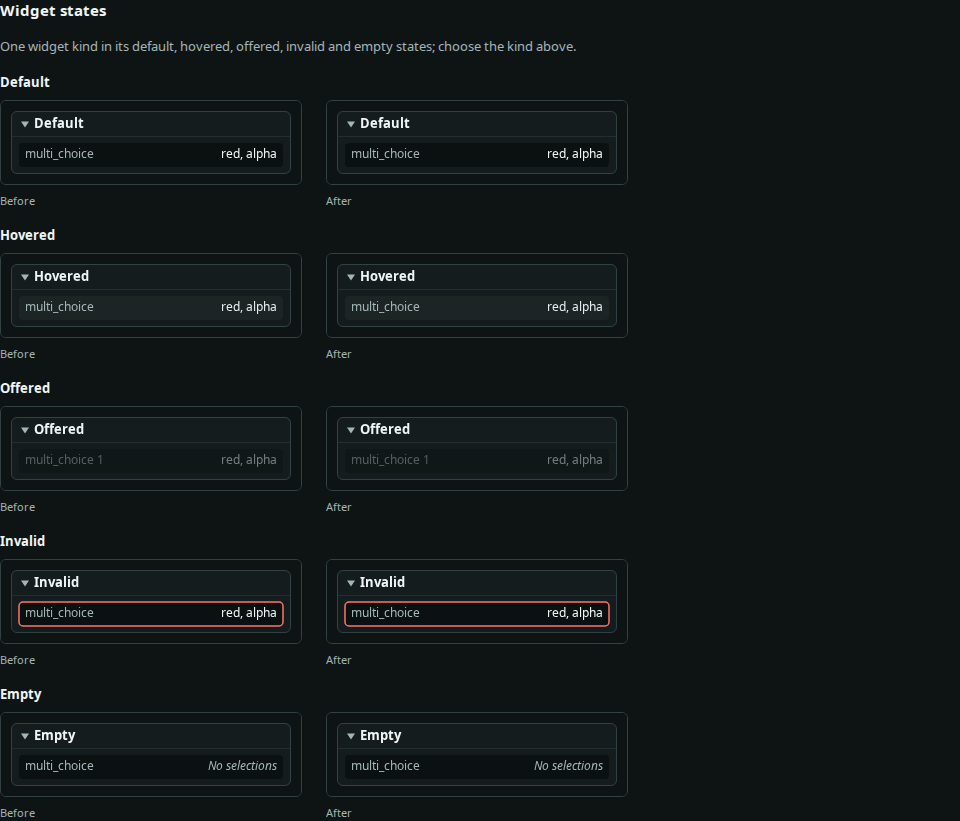 Widget states
One widget kind in its default, hovered, offered, invalid and empty states; choose the kind above.
Default
Default Default
multi_choice red, alpha multi_choice red, alpha
Before After
Hovered
Hovered Hovered
multi_choice red, alpha multi_choice red, alpha
Before After
Offered
Offered Offered
multi_choice 1 red, alpha multi_choice 1 red, alpha
Before After
Invalid
Invalid Invalid
multi_choice red, alpha multi_choice red, alpha
Before After
Empty
Empty Empty
multi_choice No selections multi_choice No selections
Before After